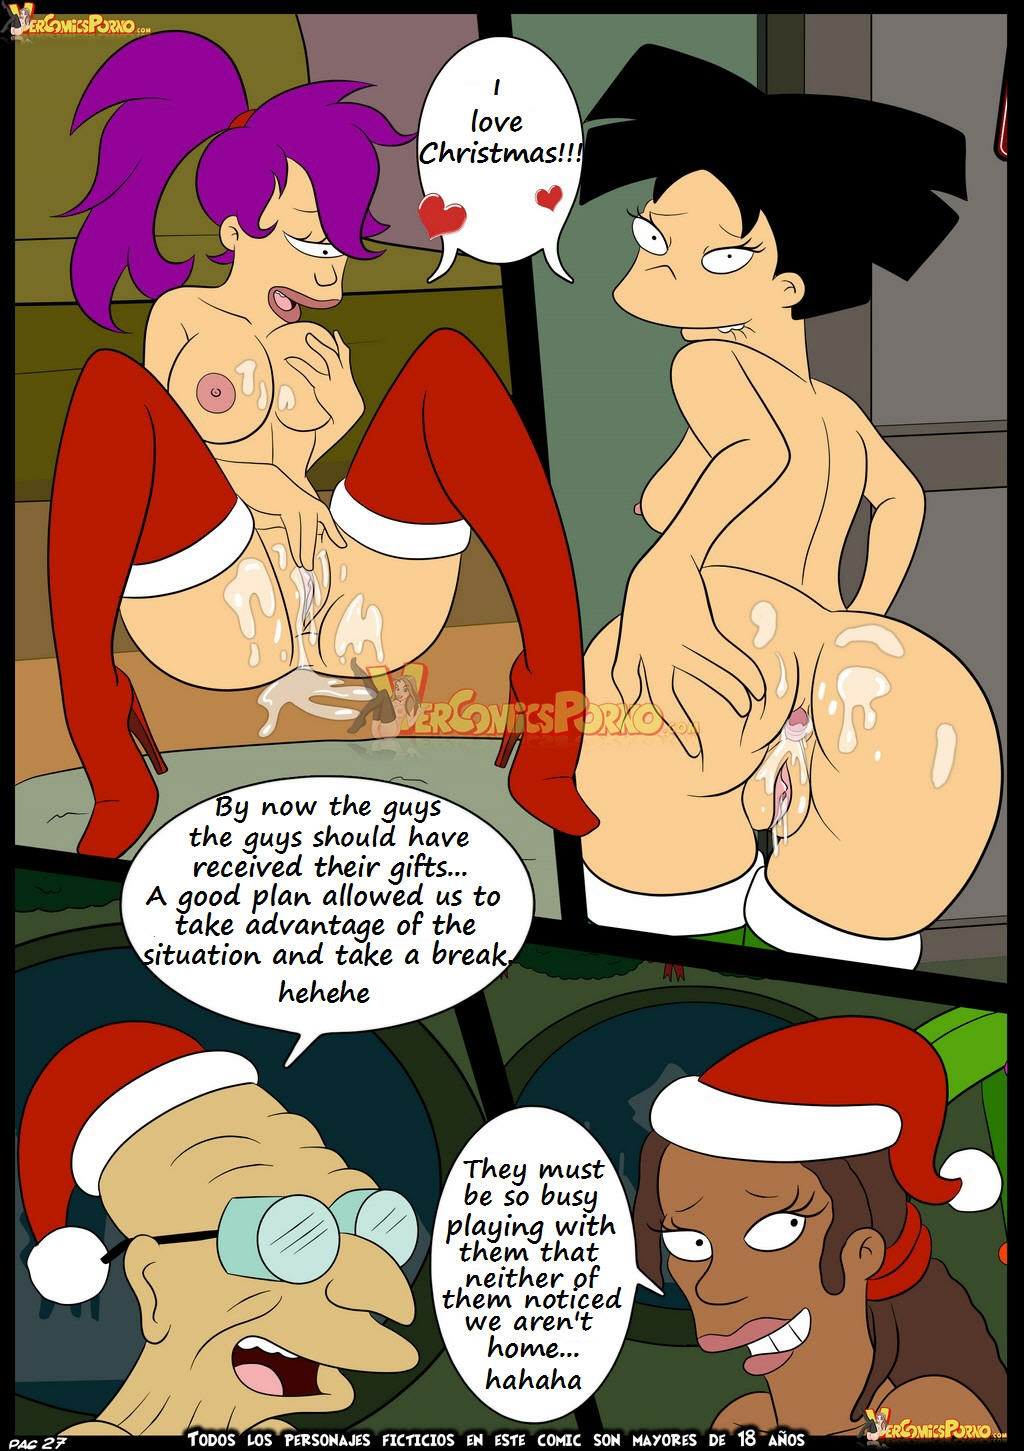 VerComicsPorno.com
I
love
Christmas!!!
VerComicsPorno.com
By now the guys
the guys should have
received their gifts...
A good plan allowed us to
take advantage of the
situation and take a break.
hehehe
They must
be so busy
playing with
them that
neither of
them noticed
we aren't
home...
hahaha
VerComicsPorno.com
PAG 27
Todos los personajes ficticios en este comic son mayores de 18 años